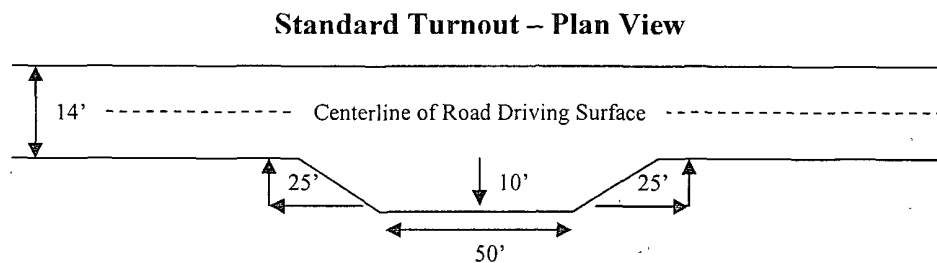 Standard Turnout – Plan View
14’
Centerline of Road Driving Surface
25’ 10’ 25’
50’